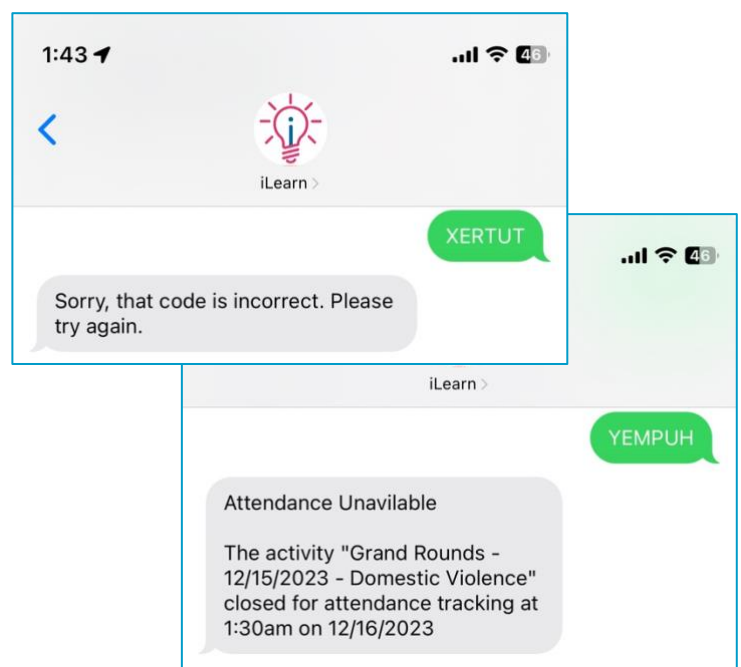 1:43
46
i
iLearn >
XERTUT
Sorry, that code is incorrect. Please
try again.
46
iLearn >
YEMPUH
Attendance Unavilable
The activity "Grand Rounds -
12/15/2023 - Domestic Violence"
closed for attendance tracking at
1:30am on 12/16/2023